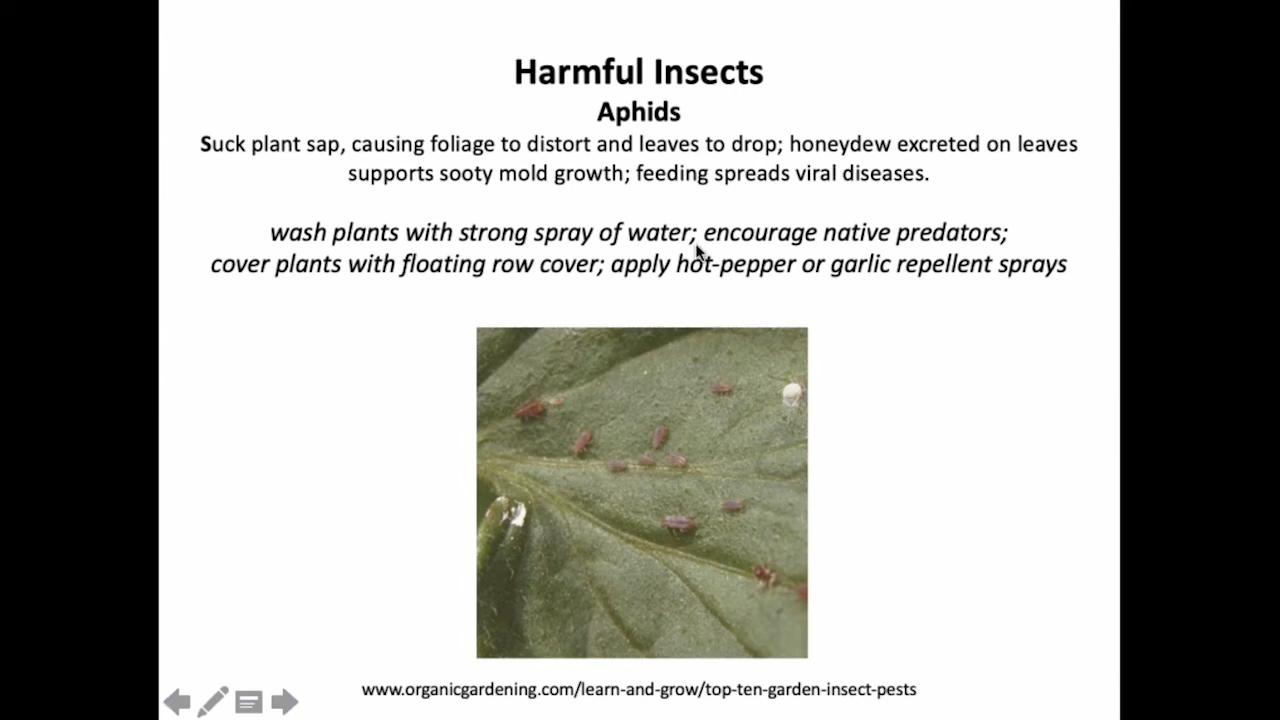 Harmful Insects
Aphids
Suck plant sap, causing foliage to distort and leaves to drop; honeydew excreted on leaves
supports sooty mold growth; feeding spreads viral diseases.
wash plants with strong spray of water; encourage native predators;
cover plants with floating row cover; apply hot-pepper or garlic repellent sprays
www.organicgardening.com/learn-and-grow/top-ten-garden-insect-pests